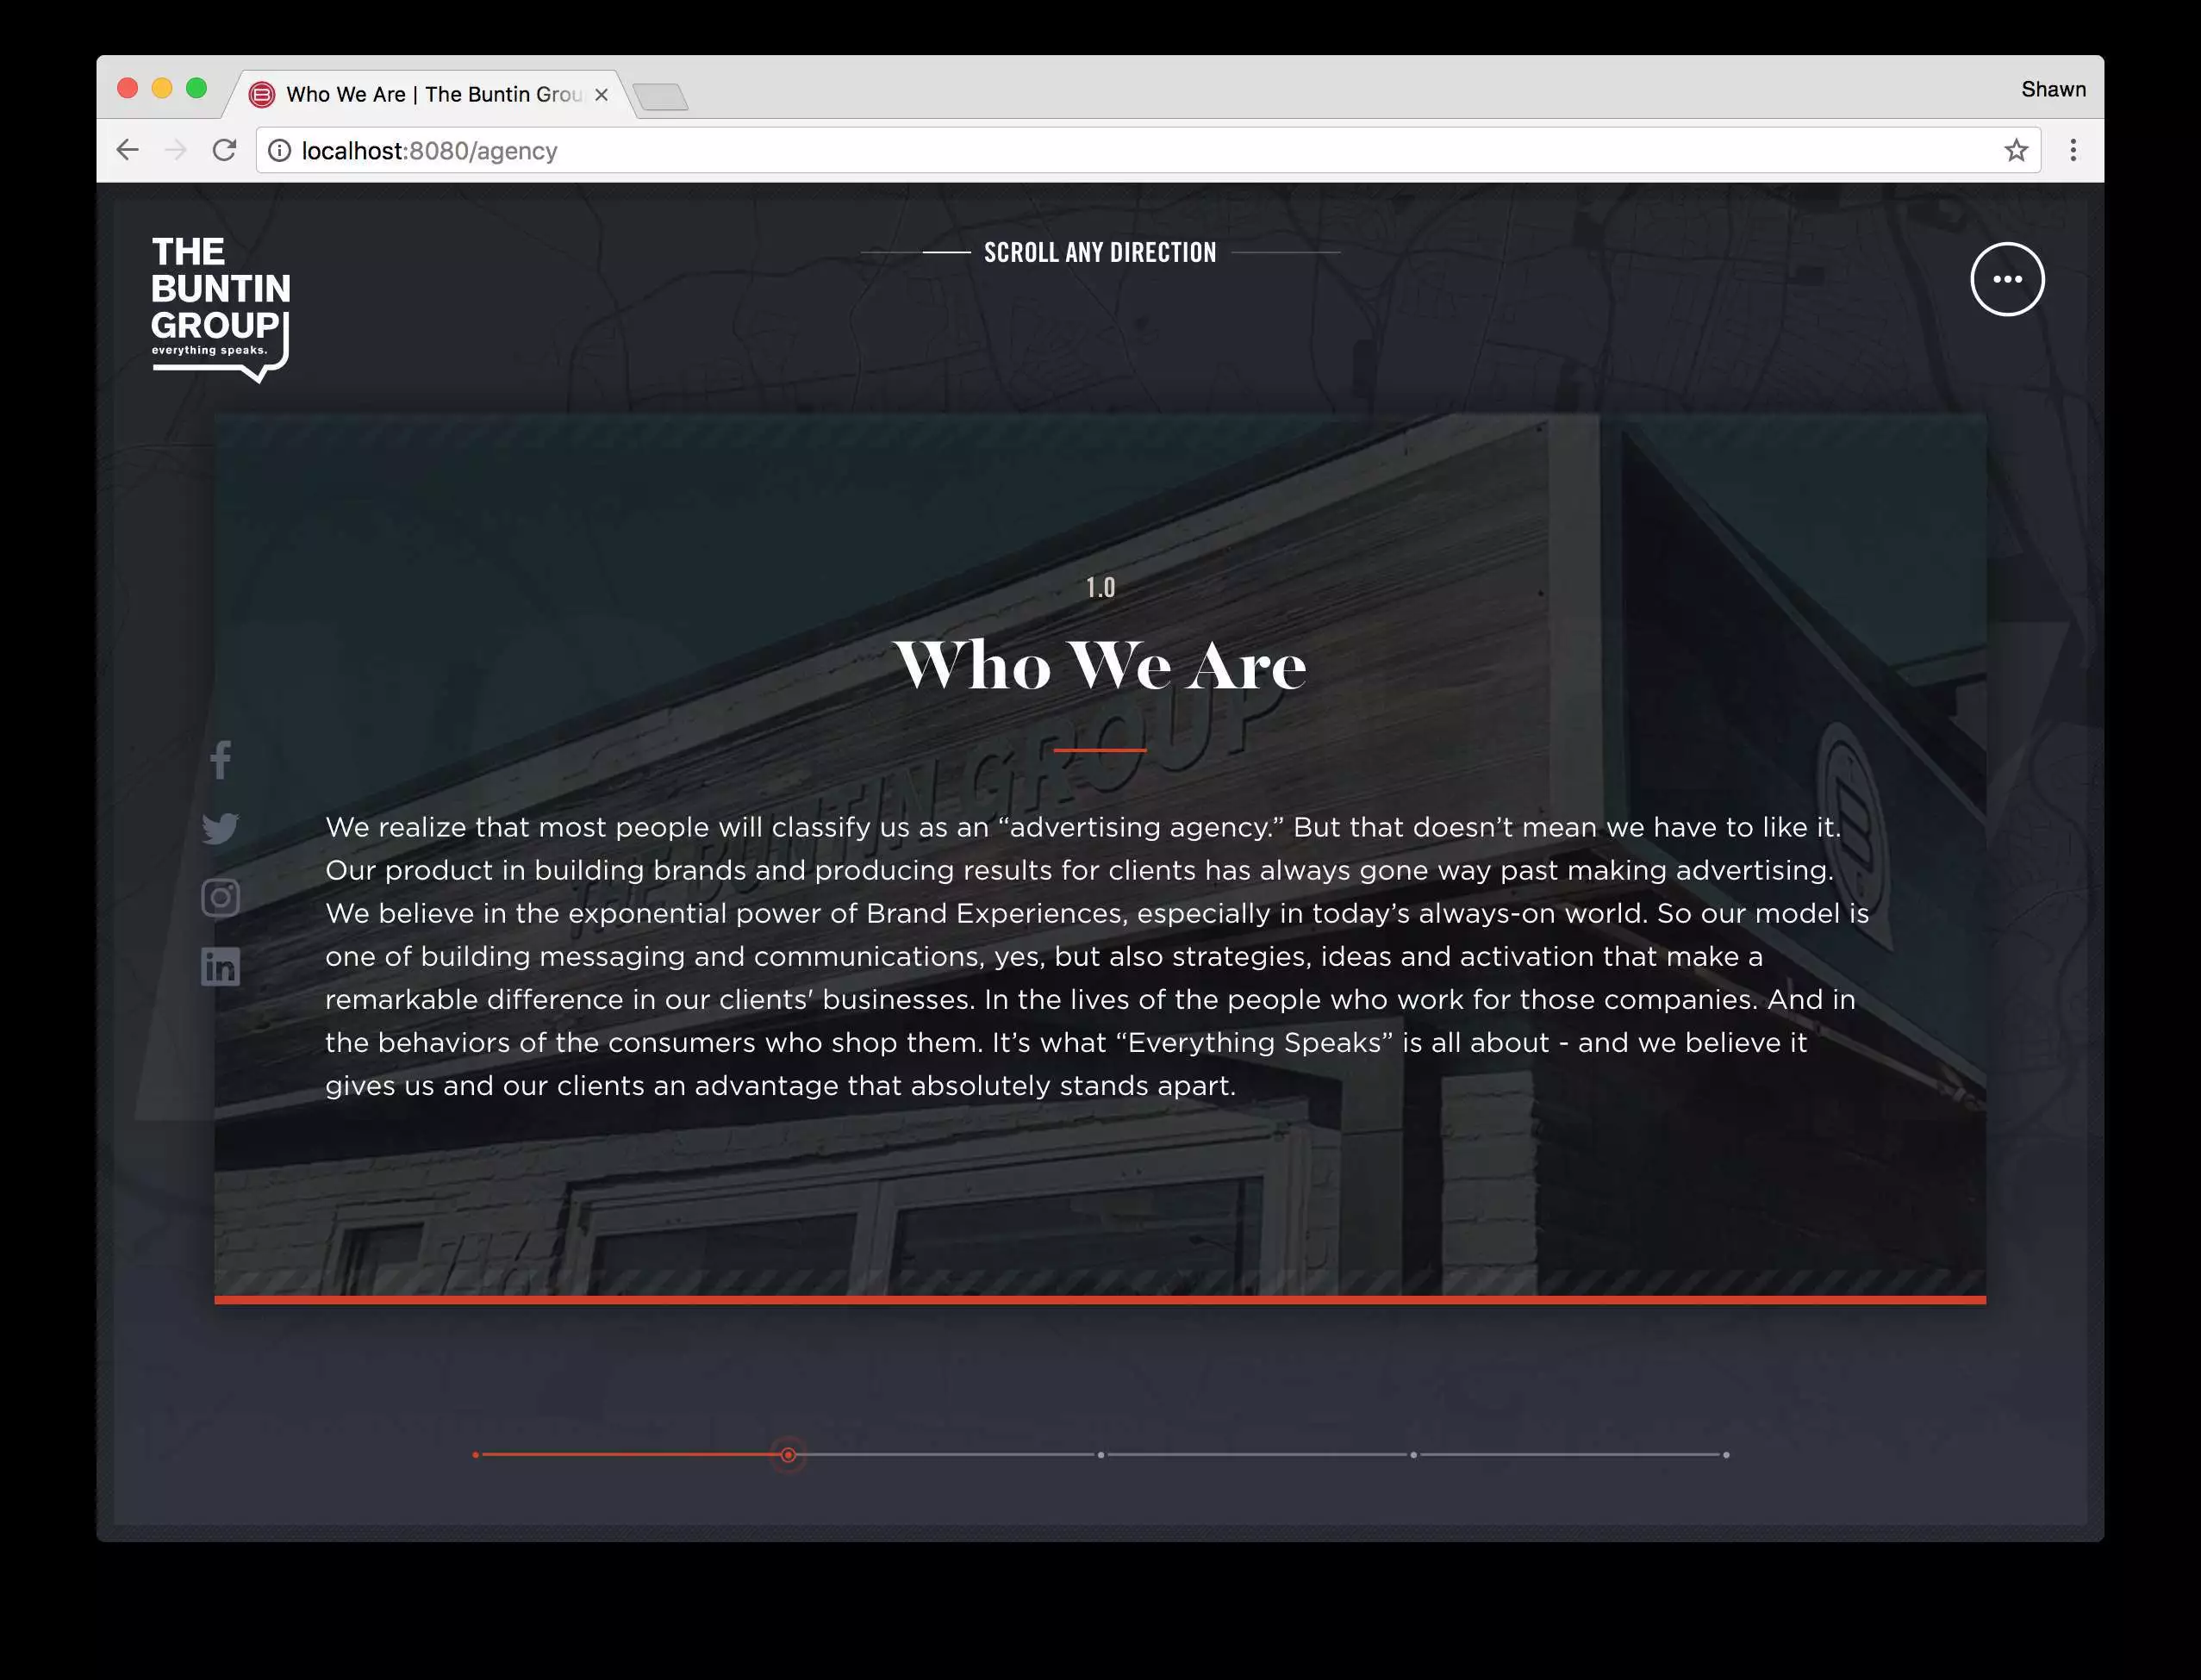 Who We Are | The Buntin Grou
Shawn
localhost:8080/agency
THE
BUNTIN
GROUP
everything speaks.
SCROLL ANY DIRECTION
1.0
Who We Are
THE BUNTIN GROUP
We realize that most people will classify us as an “advertising agency.” But that doesn’t mean we have to like it.
Our product in building brands and producing results for clients has always gone way past making advertising.
We believe in the exponential power of Brand Experiences, especially in today’s always-on world. So our model is
one of building messaging and communications, yes, but also strategies, ideas and activation that make a
remarkable difference in our clients' businesses. In the lives of the people who work for those companies. And in
the behaviors of the consumers who shop them. It’s what “Everything Speaks” is all about - and we believe it
gives us and our clients an advantage that absolutely stands apart.